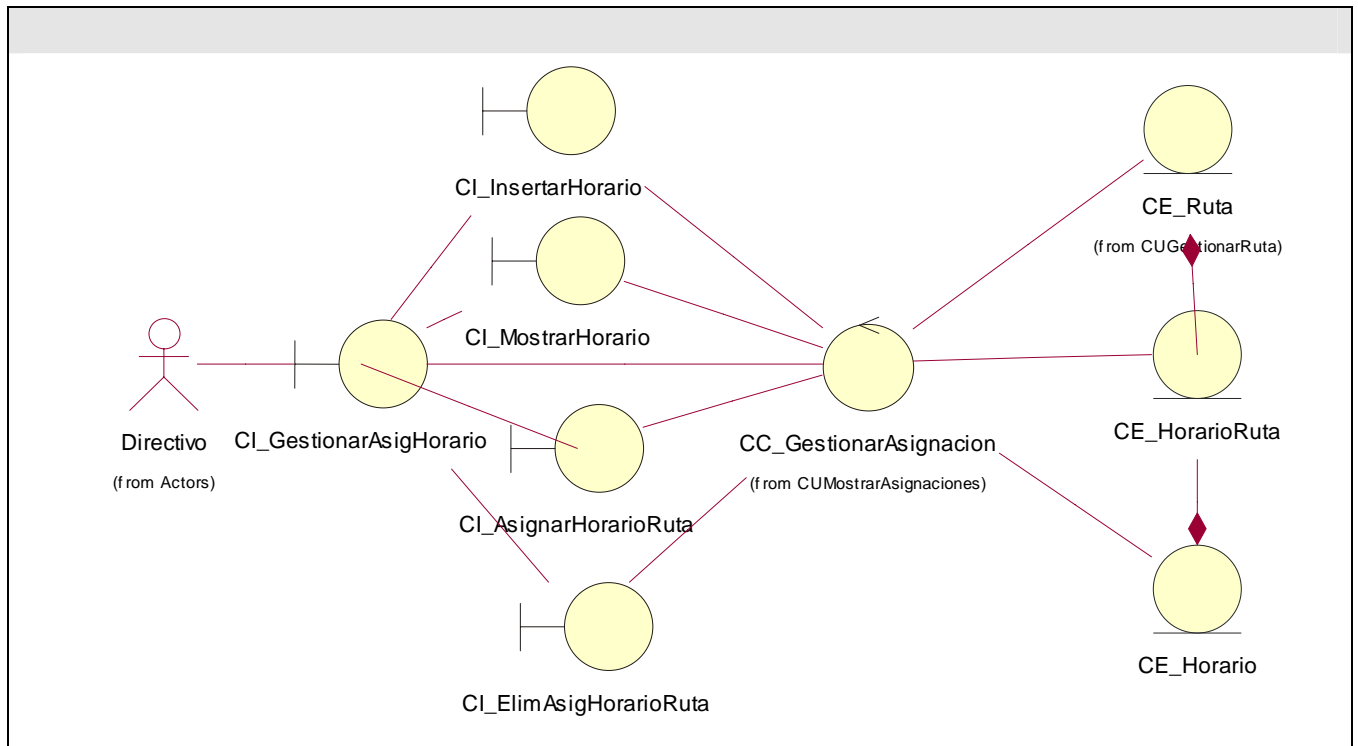 CI_InsertarHorario
CE_Ruta
(from CUGestionarRuta)
CI_MostrarHorario
Directivo
(from Actors)
CI_GestionarAsigHorario
CC_GestionarAsignacion
(from CUMostrarAsignaciones)
CE_HorarioRuta
CI_AsignarHorarioRuta
CE_Horario
CI_ElimAsigHorarioRuta